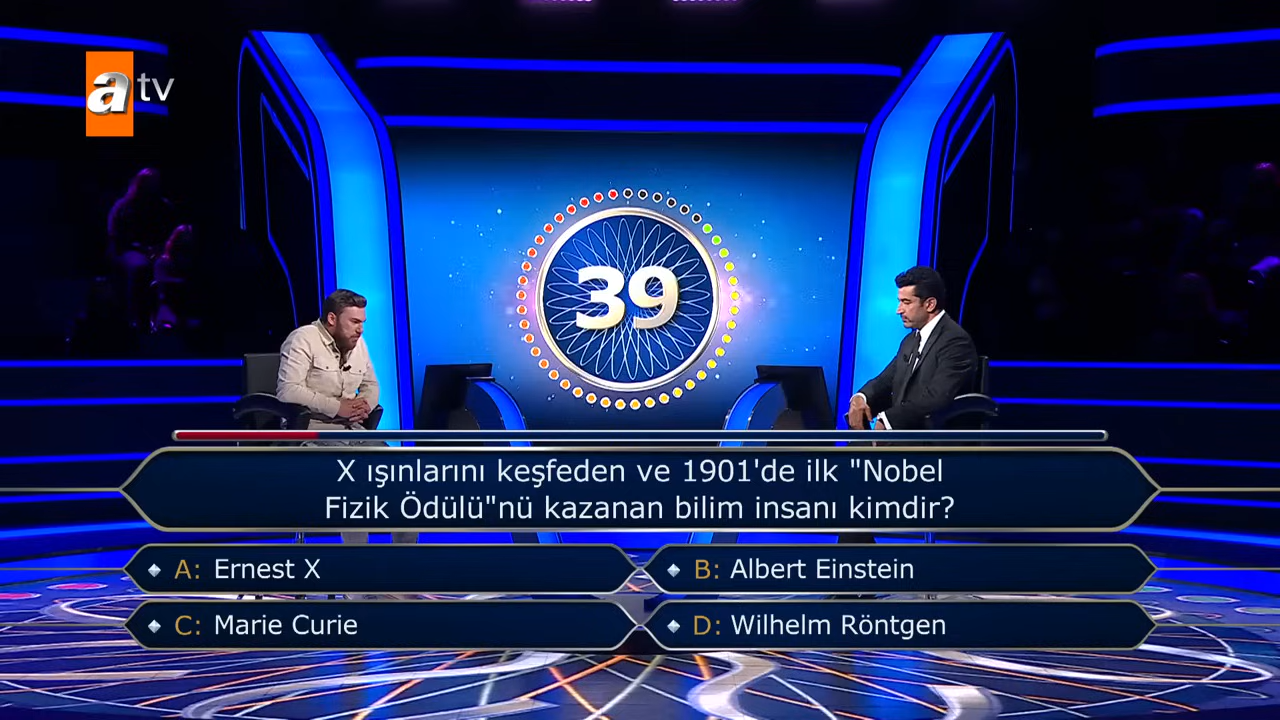 atv
39
X ışınlarını keşfeden ve 1901'de ilk "Nobel
Fizik Ödülü"nü kazanan bilim insanı kimdir?
A: Ernest X
B: Albert Einstein
C: Marie Curie
D: Wilhelm Röntgen